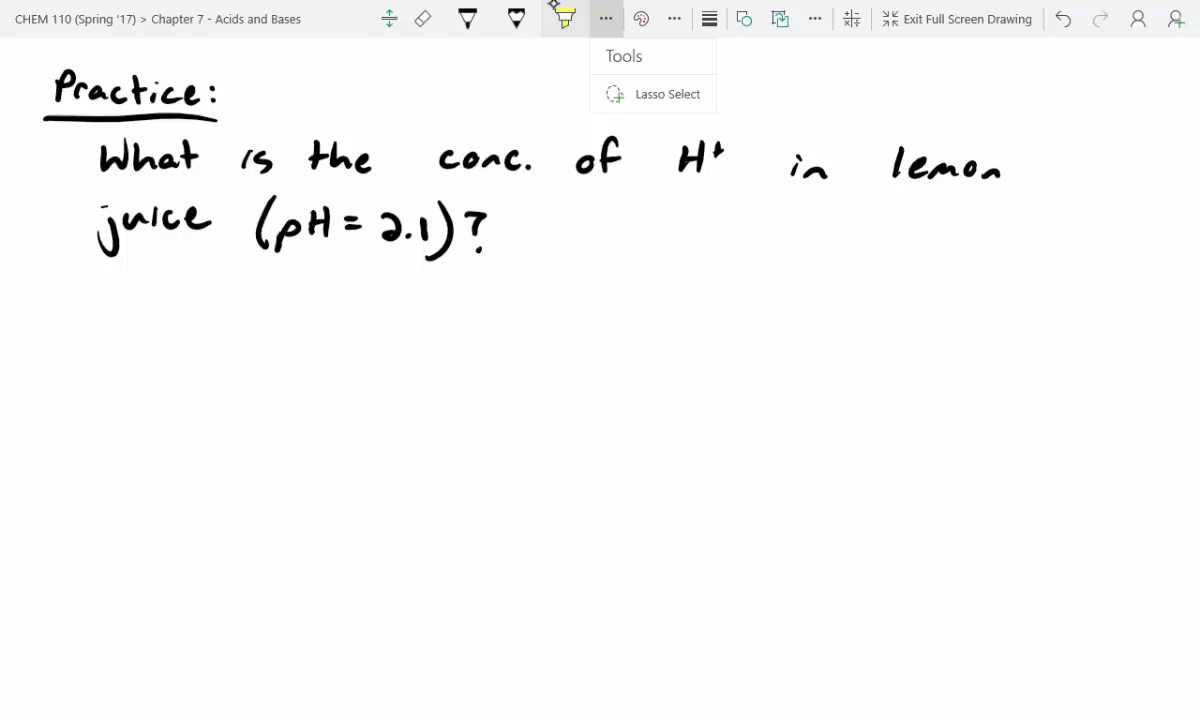 CHEM 110 (Spring '17) > Chapter 7 - Acids and Bases
Exit Full Screen Drawing
Tools
Lasso Select
Practice:
What is the conc. of H+ in lemon
juice (pH = 2.1)?